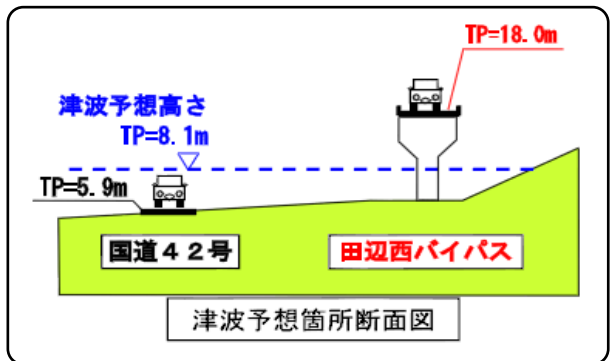 TP=18.0m
津波予想高さ
TP=8.1m
TP=5.9m
国道42号
田辺西バイパス
津波予想箇所断面図